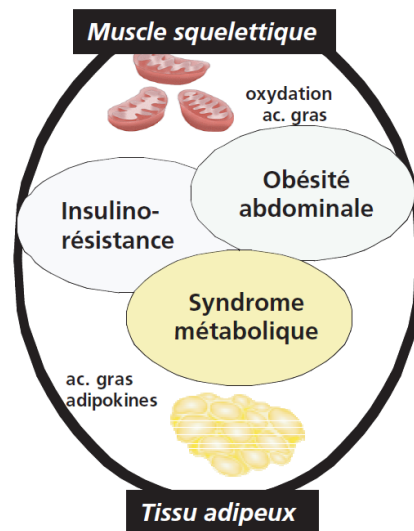 Muscle squelettique
oxydation
ac. gras
Obésité
abdominale
Insulino-
résistance
Syndrome
métabolique
ac. gras
adipokines
Tissu adipeux